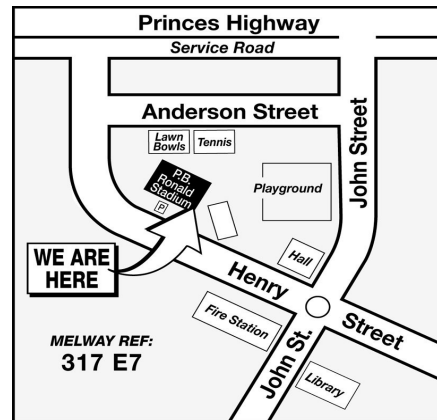 Princes Highway
Service Road
Anderson Street
John Street
Lawn
Bowls
Tennis
P.B.
Ronald
Stadium
P
Playground
WE ARE
HERE
Hall
Henry
Street
Fire Station
MELWAY REF:
317 E7
John St.
Library